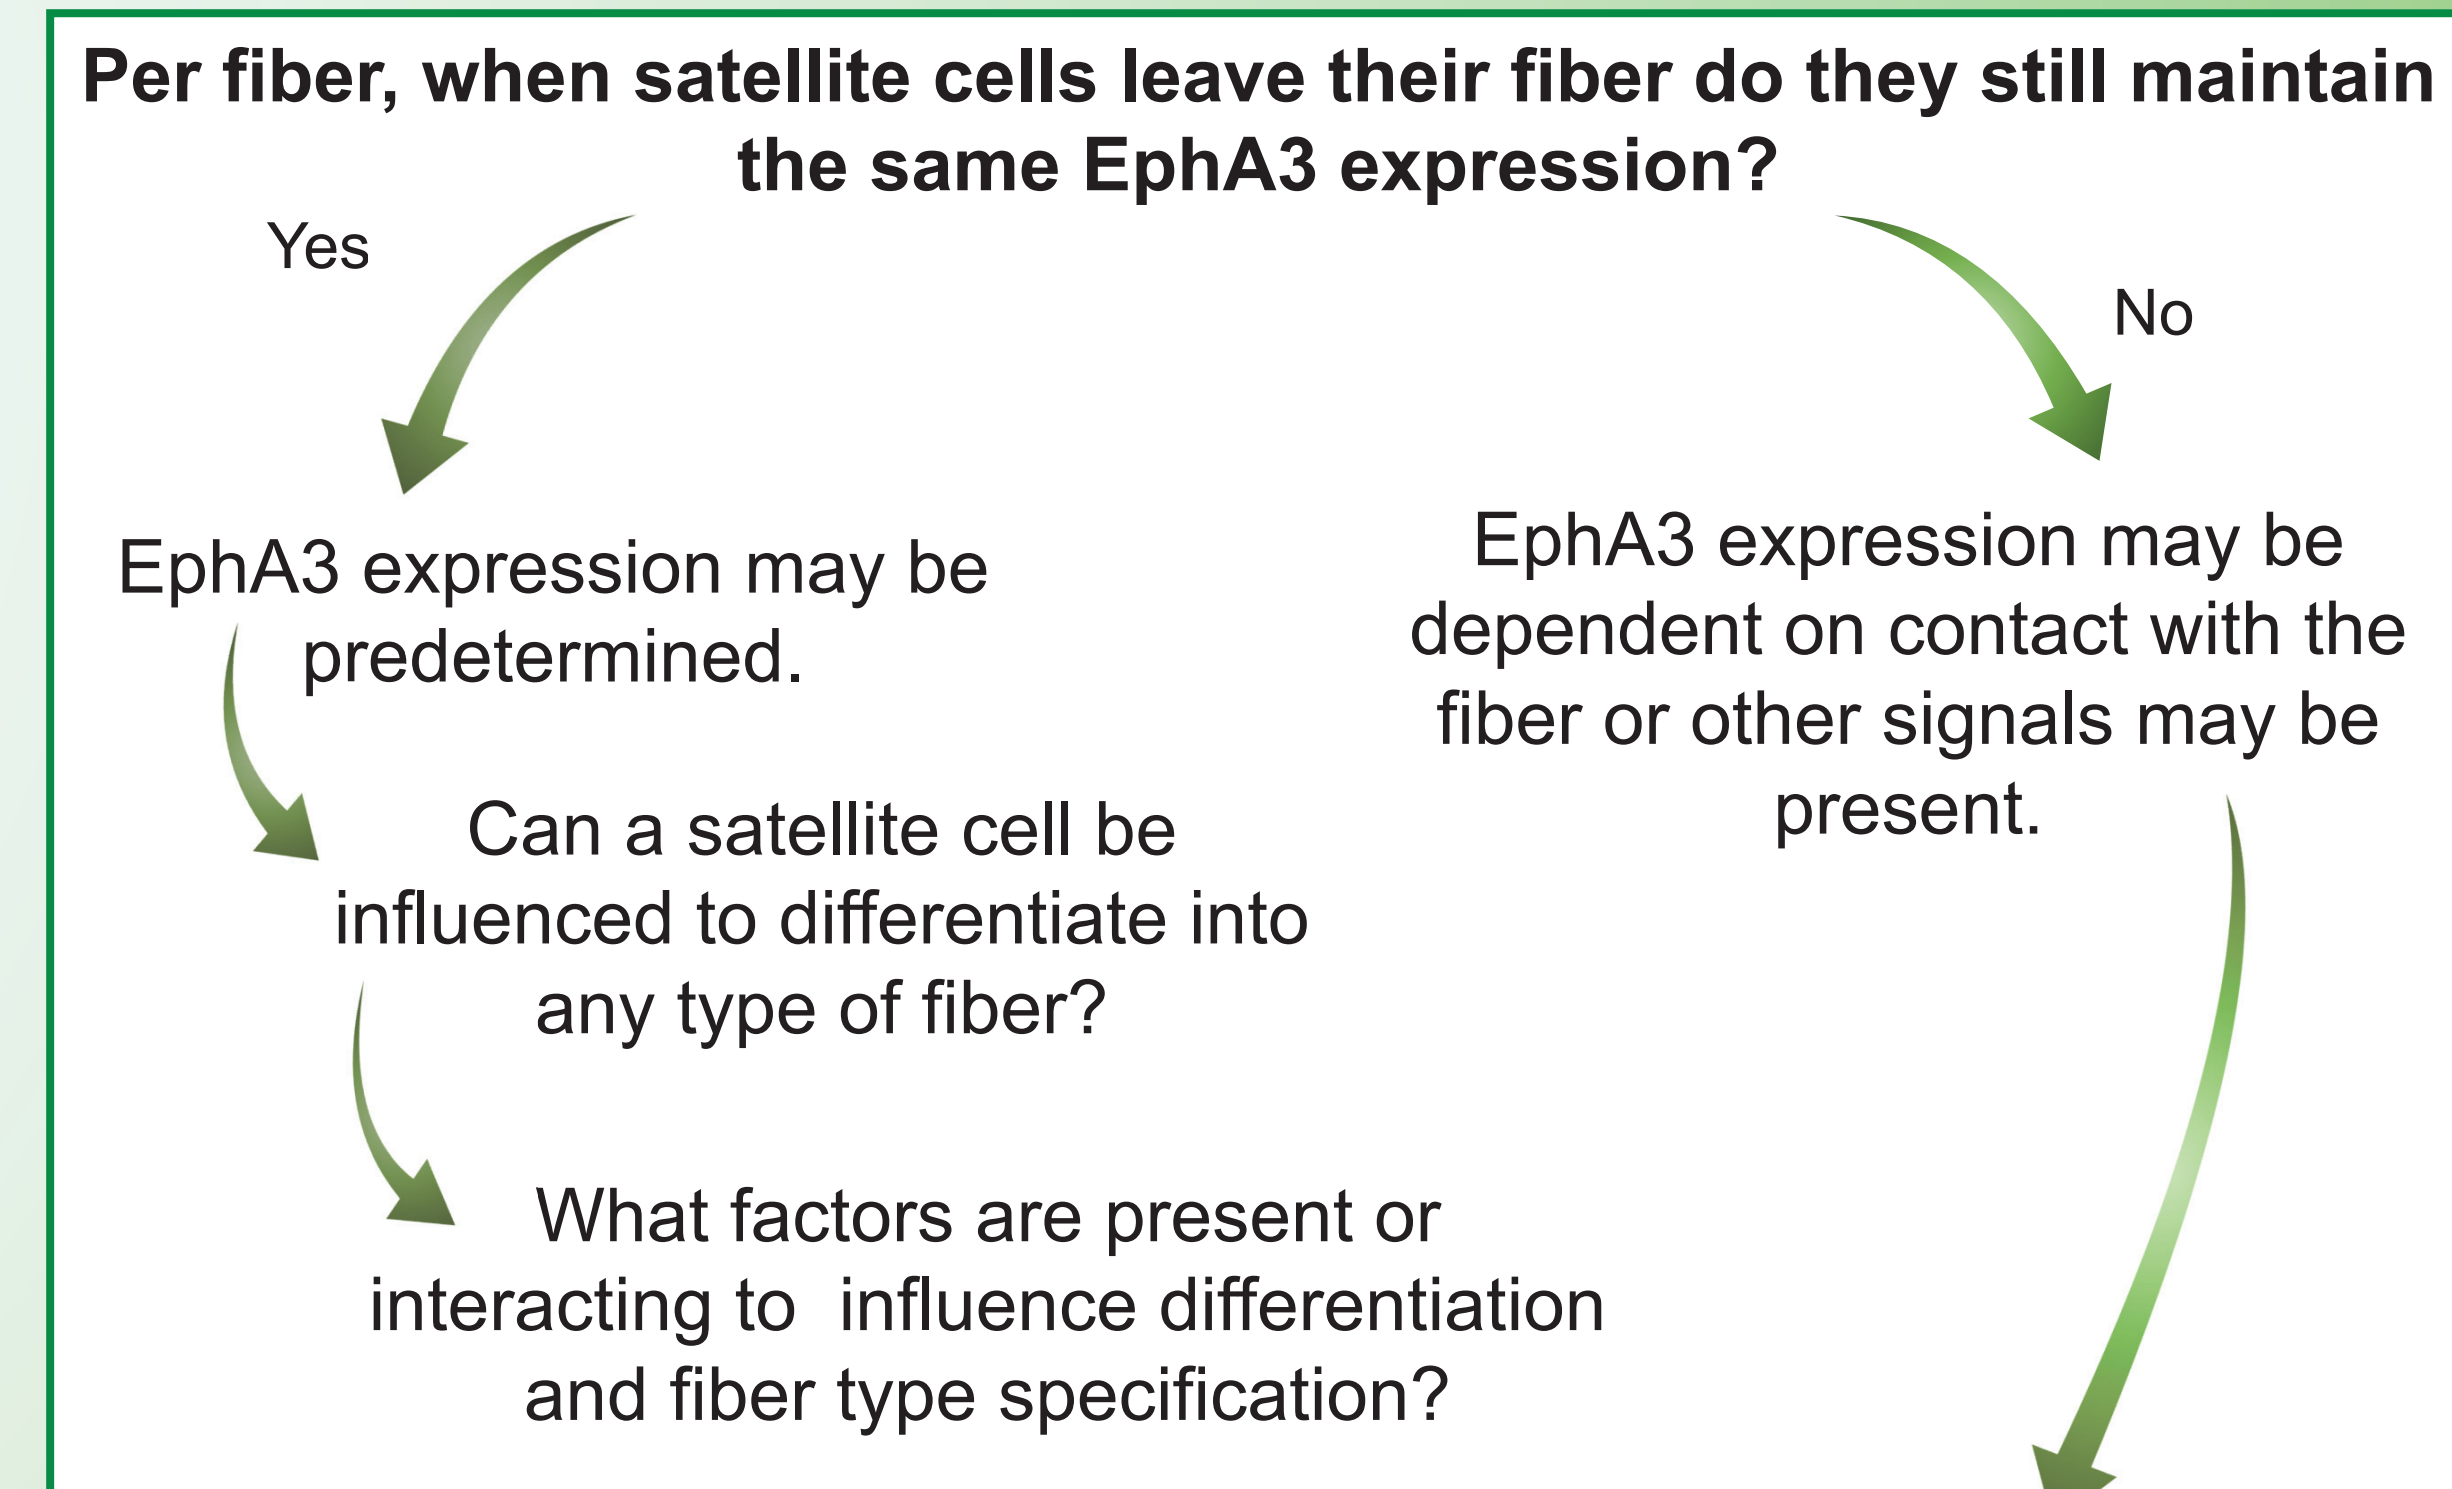 Per fiber, when satellite cells leave their fiber do they still maintain
the same EphA3 expression?
Yes
No
EphA3 expression may be
predetermined.
EphA3 expression may be
dependent on contact with the
fiber or other signals may be
present.
Can a satellite cell be
influenced to differentiate into
any type of fiber?
What factors are present or
interacting to  influence differentiation
and fiber type specification?